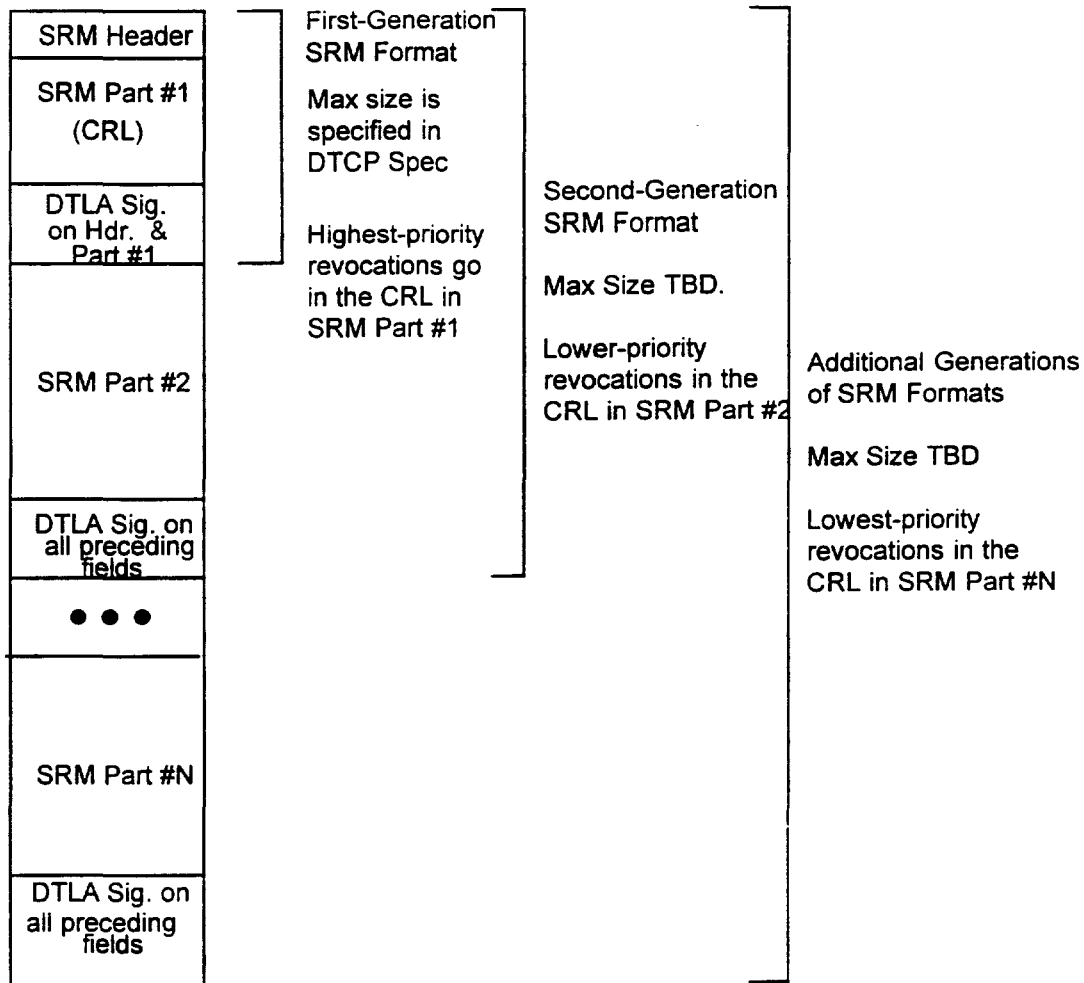 SRM Header
SRM Part #1
(CRL)
DTLA Sig.
on Hdr. &
Part #1
SRM Part #2
DTLA Sig. on
all preceding
fields
● ● ●
SRM Part #N
DTLA Sig. on
all preceding
fields
First-Generation
SRM Format
Max size is
specified in
DTCP Spec
Highest-priority
revocations go
in the CRL in
SRM Part #1
Second-Generation
SRM Format
Max Size TBD.
Lower-priority
revocations in the
CRL in SRM Part #2
Additional Generations
of SRM Formats
Max Size TBD
Lowest-priority
revocations in the
CRL in SRM Part #N